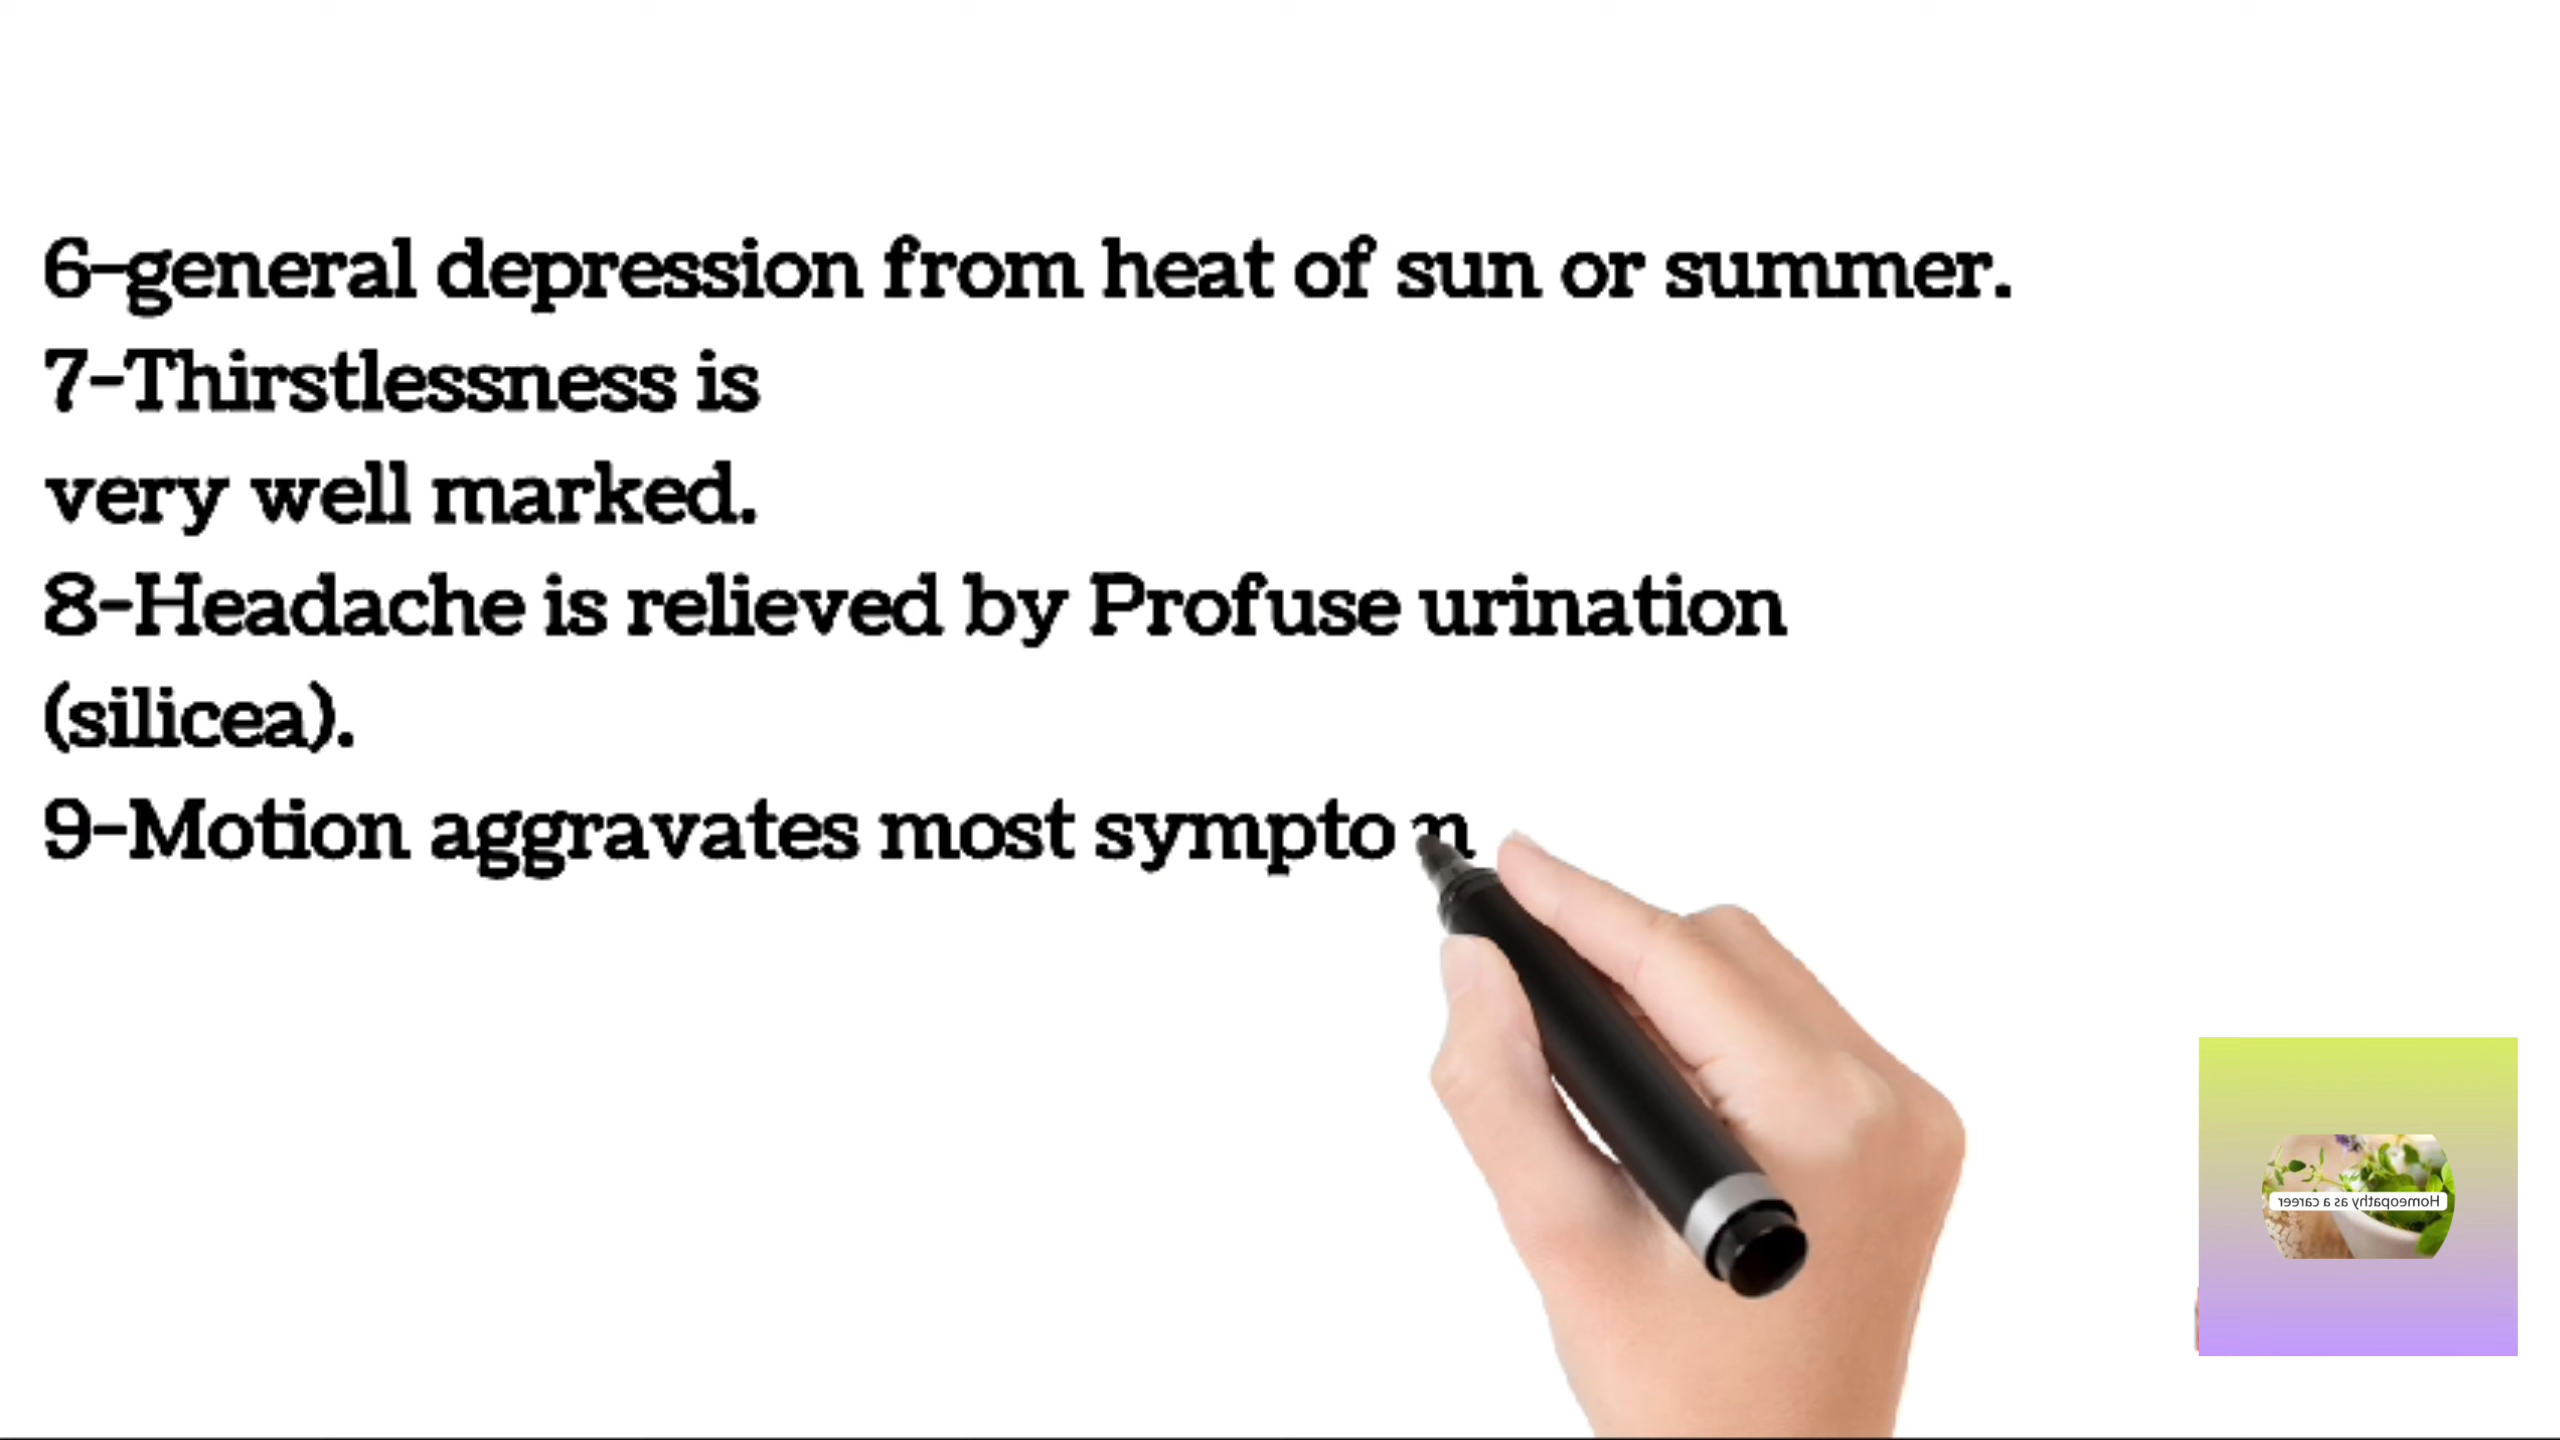 6-general depression from heat of sun or summer.
7-Thirstlessness is
very well marked.
8-Headache is relieved by Profuse urination
(silicea).
9-Motion aggravates most
Homeopathy as a career